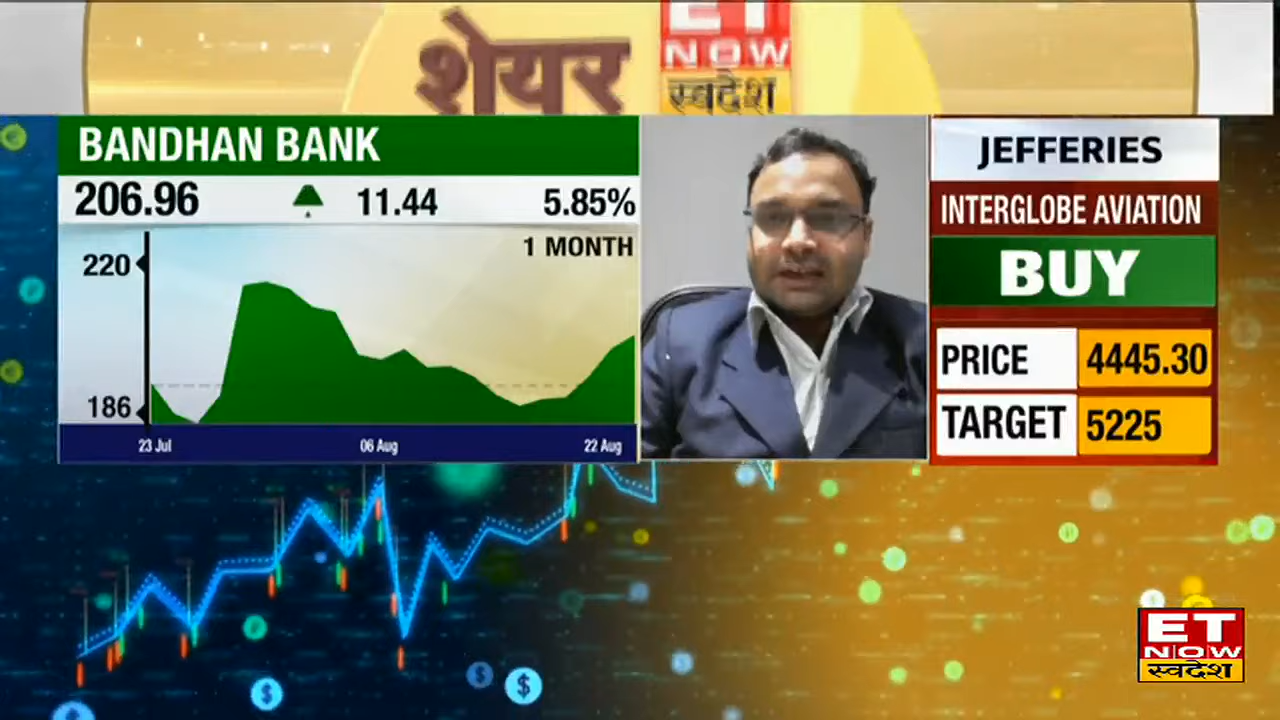 शेयर
ET
NOW
स्वदेश
BANDHAN BANK
206.96 11.44 5.85%
1 MONTH
220
186
23 Jul 06 Aug 22 Aug
JEFFERIES
INTERGLOBE AVIATION
BUY
PRICE 4445.30
TARGET 5225
ET
NOW
स्वदेश